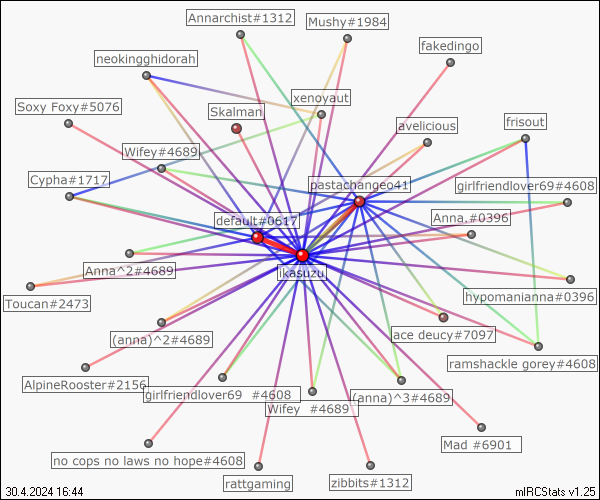 Annarchist#1312
Mushy#1984
fakedingo
neokingghidorah
xenoyaut
Soxy Foxy#5076
Skalman
avelicious
frisout
Wifey#4689
Cypha#1717
pastachangeo41
girlfriendlover69#4608
default#0617
Anna,#0396
Anna^2#4689
ikasuzu
hypomanianna#0396
Toucan#2473
(anna)^2#4689
ace deucy#7097
ramshackle gorey#4608
AlpineRooster#2156
girlfriendlover69 #4608
(anna)^3#4689
Wifey #4689
Mad #6901
no cops no laws no hope#4608
rattgaming
zibbits#1312
30.4.2024 16:44
mIRCStats v1.25